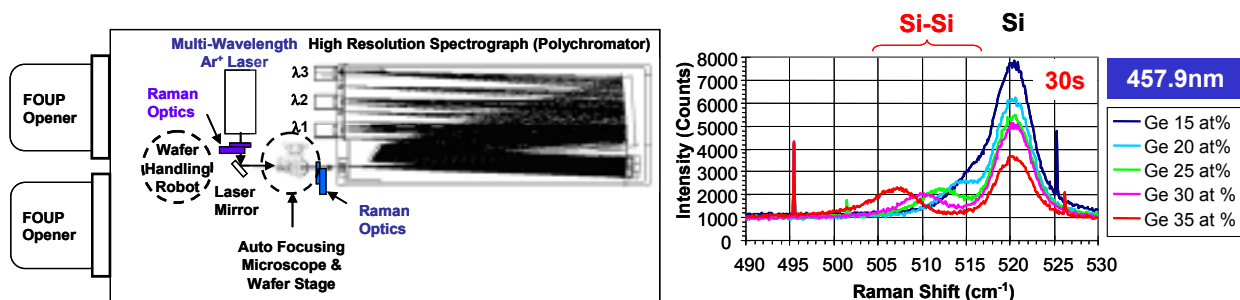 Multi-Wavelength
Ar⁺ Laser
High Resolution Spectrograph (Polychromator)
Raman
Optics
λ3
λ2
λ1
FOUP
Opener
Wafer
Handling
Robot
Laser
Mirror
FOUP
Opener
Raman
Optics
Auto Focusing
Microscope &
Wafer Stage
Si-Si
Si
30s
457.9nm
Intensity (Counts)
8000
7000
6000
5000
4000
3000
2000
1000
0
490 495 500 505 510 515 520 525 530
Raman Shift (cm⁻¹)
Ge 15 at%
Ge 20 at%
Ge 25 at%
Ge 30 at %
Ge 35 at %